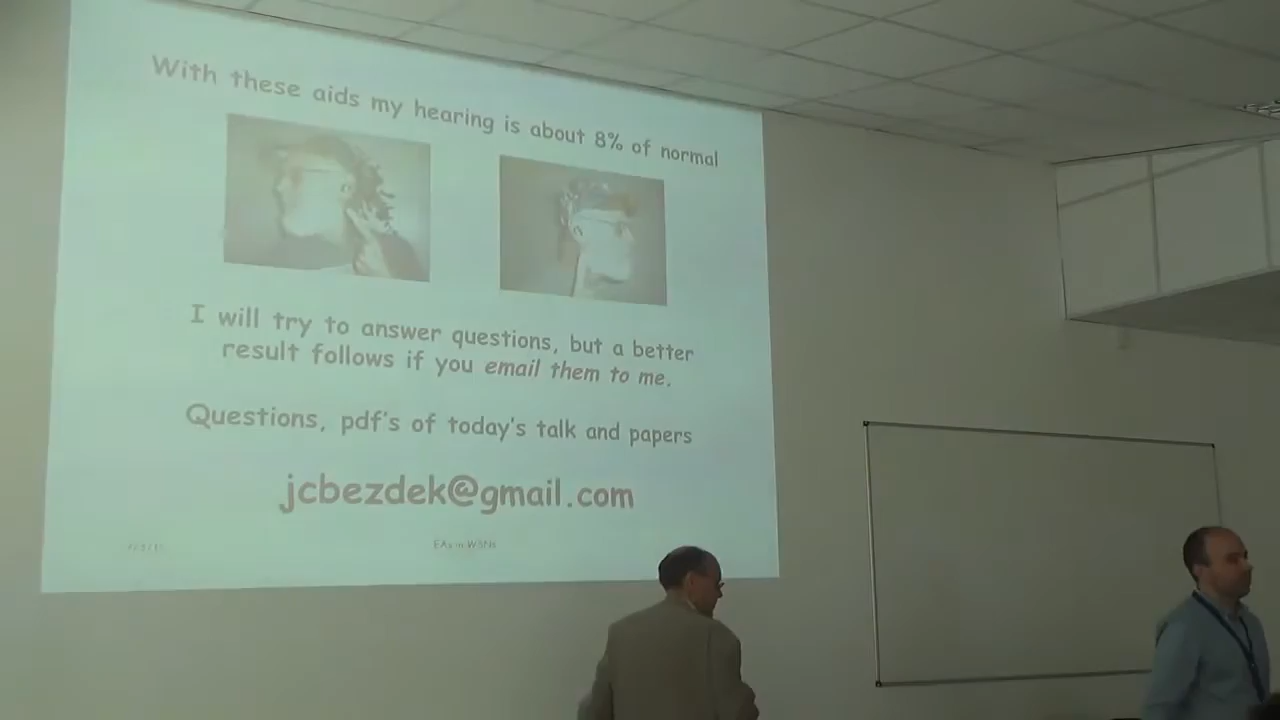 With these aids my hearing is about 8% of normal
I will try to answer questions, but a better
result follows if you email them to me.
Questions, pdf's of today's talk and papers
jcbezdek@gmail.com